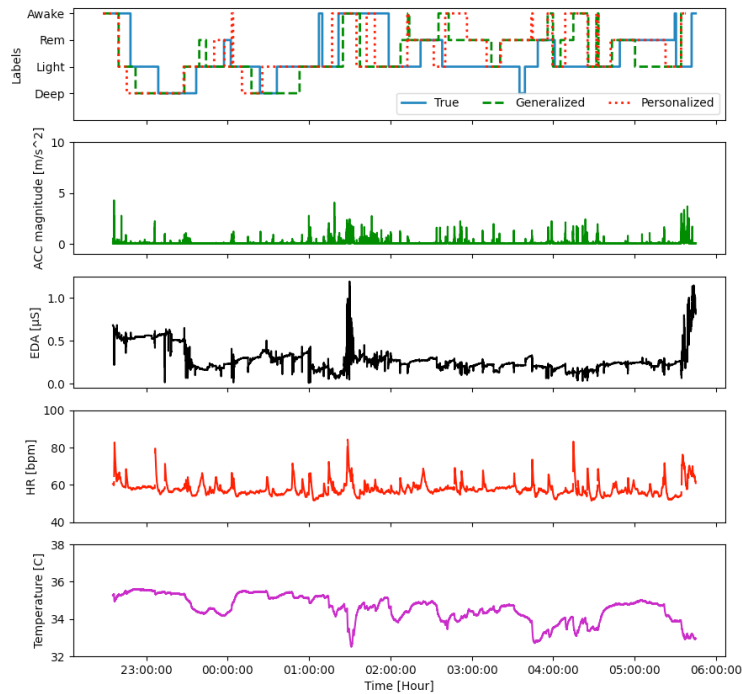 Awake
Rem
Light
Deep
Labels
True Generalized Personalized
10
5
0
ACC magnitude [m/s^2]
1.0
0.5
0.0
EDA [µS]
100
80
60
40
HR [bpm]
38
36
34
32
Temperature [C]
23:00:00 00:00:00 01:00:00 02:00:00 03:00:00 04:00:00 05:00:00 06:00:00
Time [Hour]